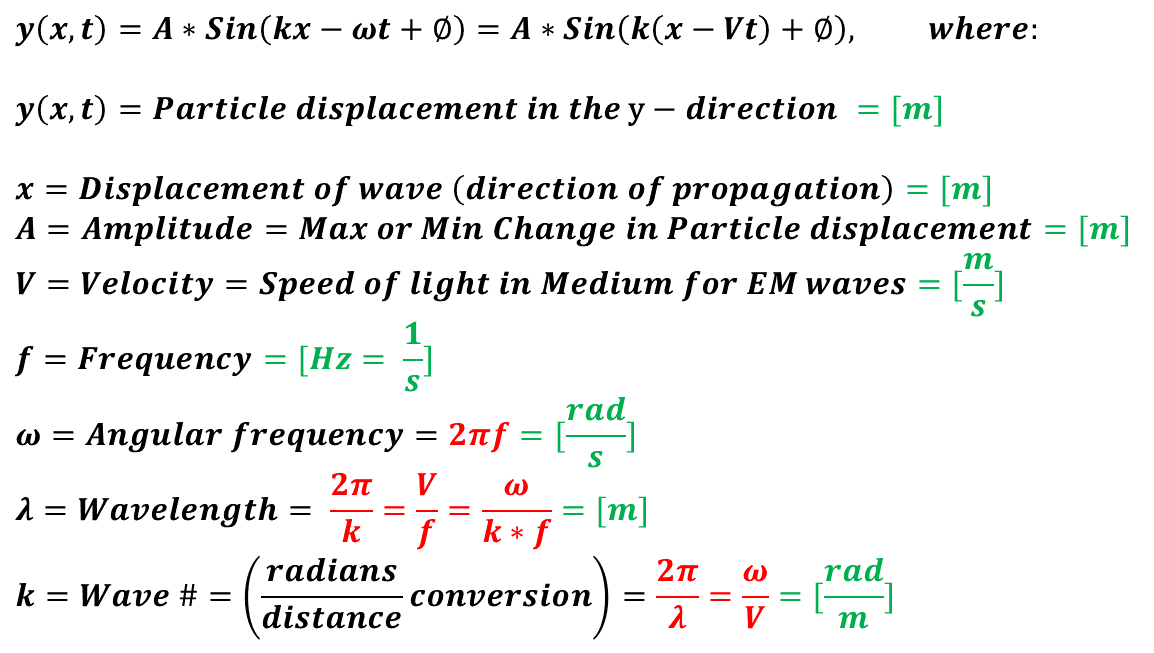 y(x, t) = A ∗ Sin(kx − ωt + ∅) = A ∗ Sin(k(x − Vt) + ∅), where:
y(x, t) = Particle displacement in the y − direction = [m]
x = Displacement of wave (direction of propagation) = [m]
A = Amplitude = Max or Min Change in Particle displacement = [m]
V = Velocity = Speed of light in Medium for EM waves = [m/s]
f = Frequency = [Hz = 1/s]
ω = Angular frequency = 2πf = [rad/s]
λ = Wavelength = 2π/k = V/f = ω/(k ∗ f) = [m]
k = Wave # = (radians/distance conversion) = 2π/λ = ω/V = [rad/m]